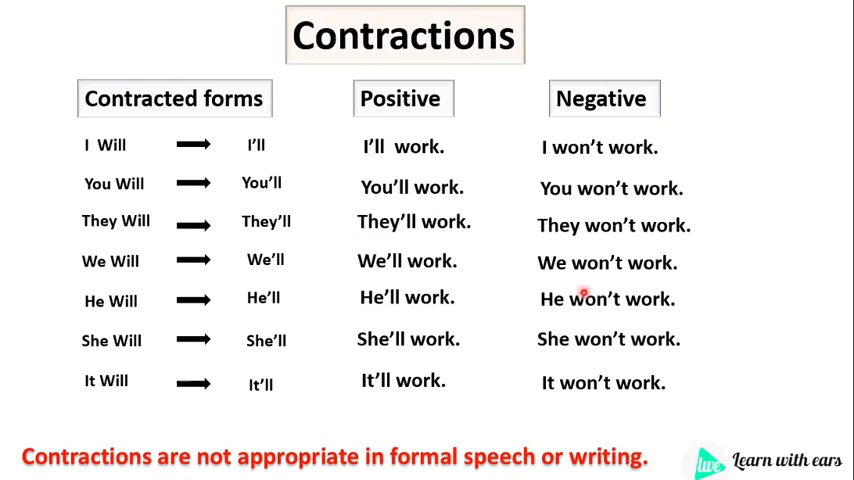 Contractions
Contracted forms Positive Negative
I Will I'll I'll work. I won't work.
You Will You'll You'll work. You won't work.
They Will They'll They'll work. They won't work.
We Will We'll We'll work. We won't work.
He Will He'll He'll work. He won't work.
She Will She'll She'll work. She won't work.
It Will It'll It'll work. It won't work.
Contractions are not appropriate in formal speech or writing.
live Learn with ears